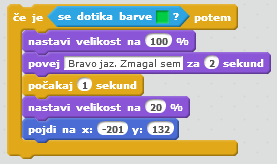 če je se dotika barve ? potem
nastavi velikost na 100 %
povej Bravo jaz. Zmagal sem za 2 sekund
počakaj 1 sekund
nastavi velikost na 20 %
pojdi na x: -201 y: 132